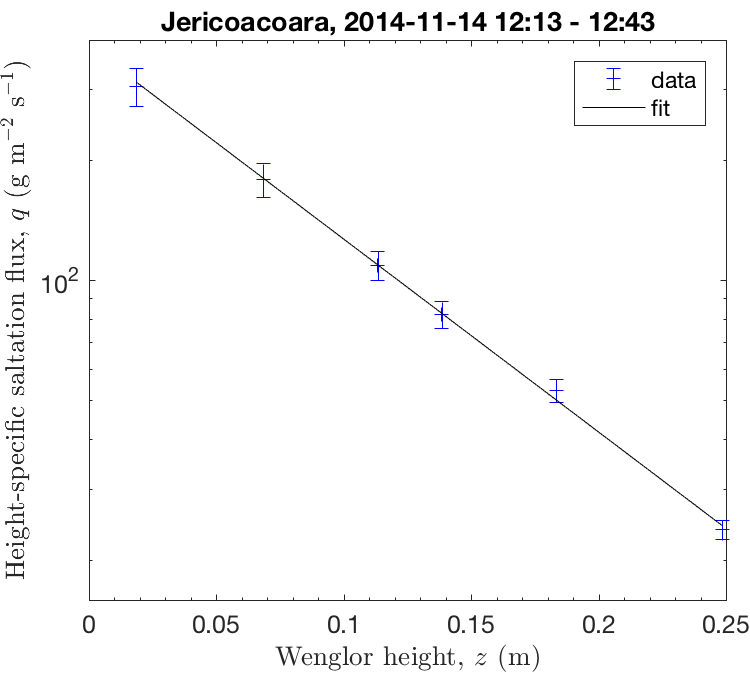 Jericoacoara, 2014-11-14 12:13 - 12:43
Height-specific saltation flux, q (g m⁻² s⁻¹)
data
fit
10²
0 0.05 0.1 0.15 0.2 0.25
Wenglor height, z (m)